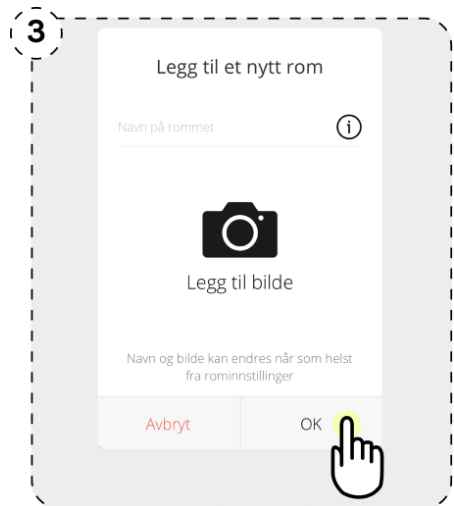 3
Legg til et nytt rom
Navn på rommet
i
Legg til bilde
Navn og bilde kan endres når som helst
fra rominnstillinger
Avbryt OK